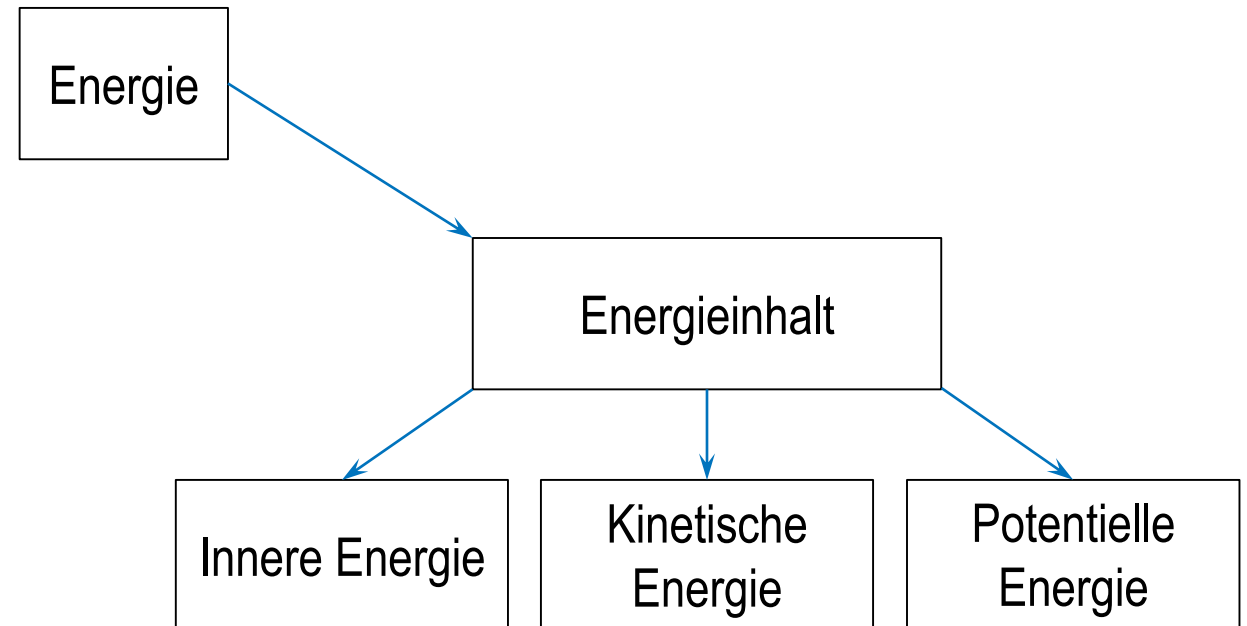 Energie
Energieinhalt
Innere Energie
Kinetische
Energie
Potentielle
Energie